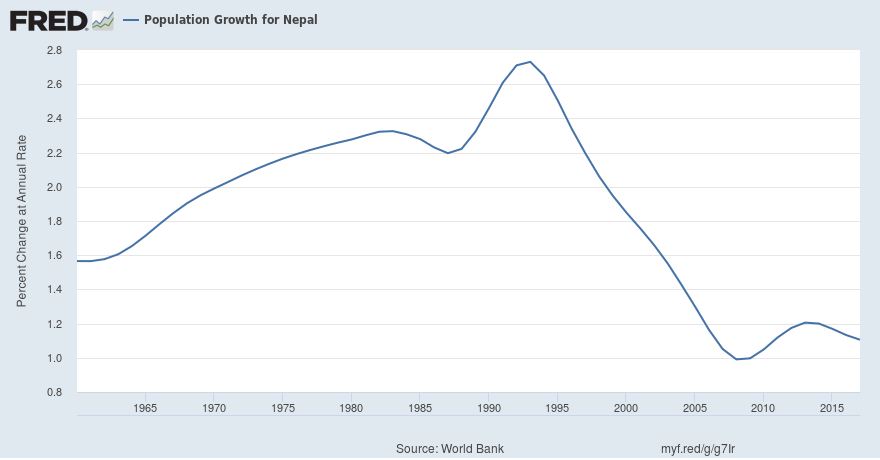 FRED
Population Growth for Nepal
Percent Change at Annual Rate
2.8
2.6
2.4
2.2
2.0
1.8
1.6
1.4
1.2
1.0
0.8
1965 1970 1975 1980 1985 1990 1995 2000 2005 2010 2015
Source: World Bank
myf.red/g/g7Ir